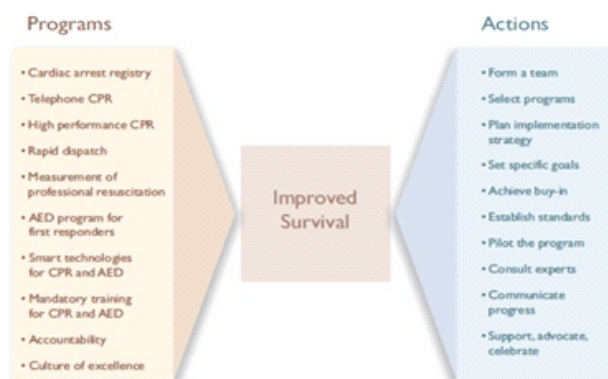 Programs
• Cardiac arrest registry
• Telephone CPR
• High performance CPR
• Rapid dispatch
• Measurement of
professional resuscitation
• AED program for
first responders
• Smart technologies
for CPR and AED
• Mandatory training
for CPR and AED
• Accountability
• Culture of excellence
Improved
Survival
Actions
• Form a team
• Select programs
• Plan implementation
strategy
• Set specific goals
• Achieve buy-in
• Establish standards
• Pilot the program
• Consult experts
• Communicate
progress
• Support, advocate,
celebrate